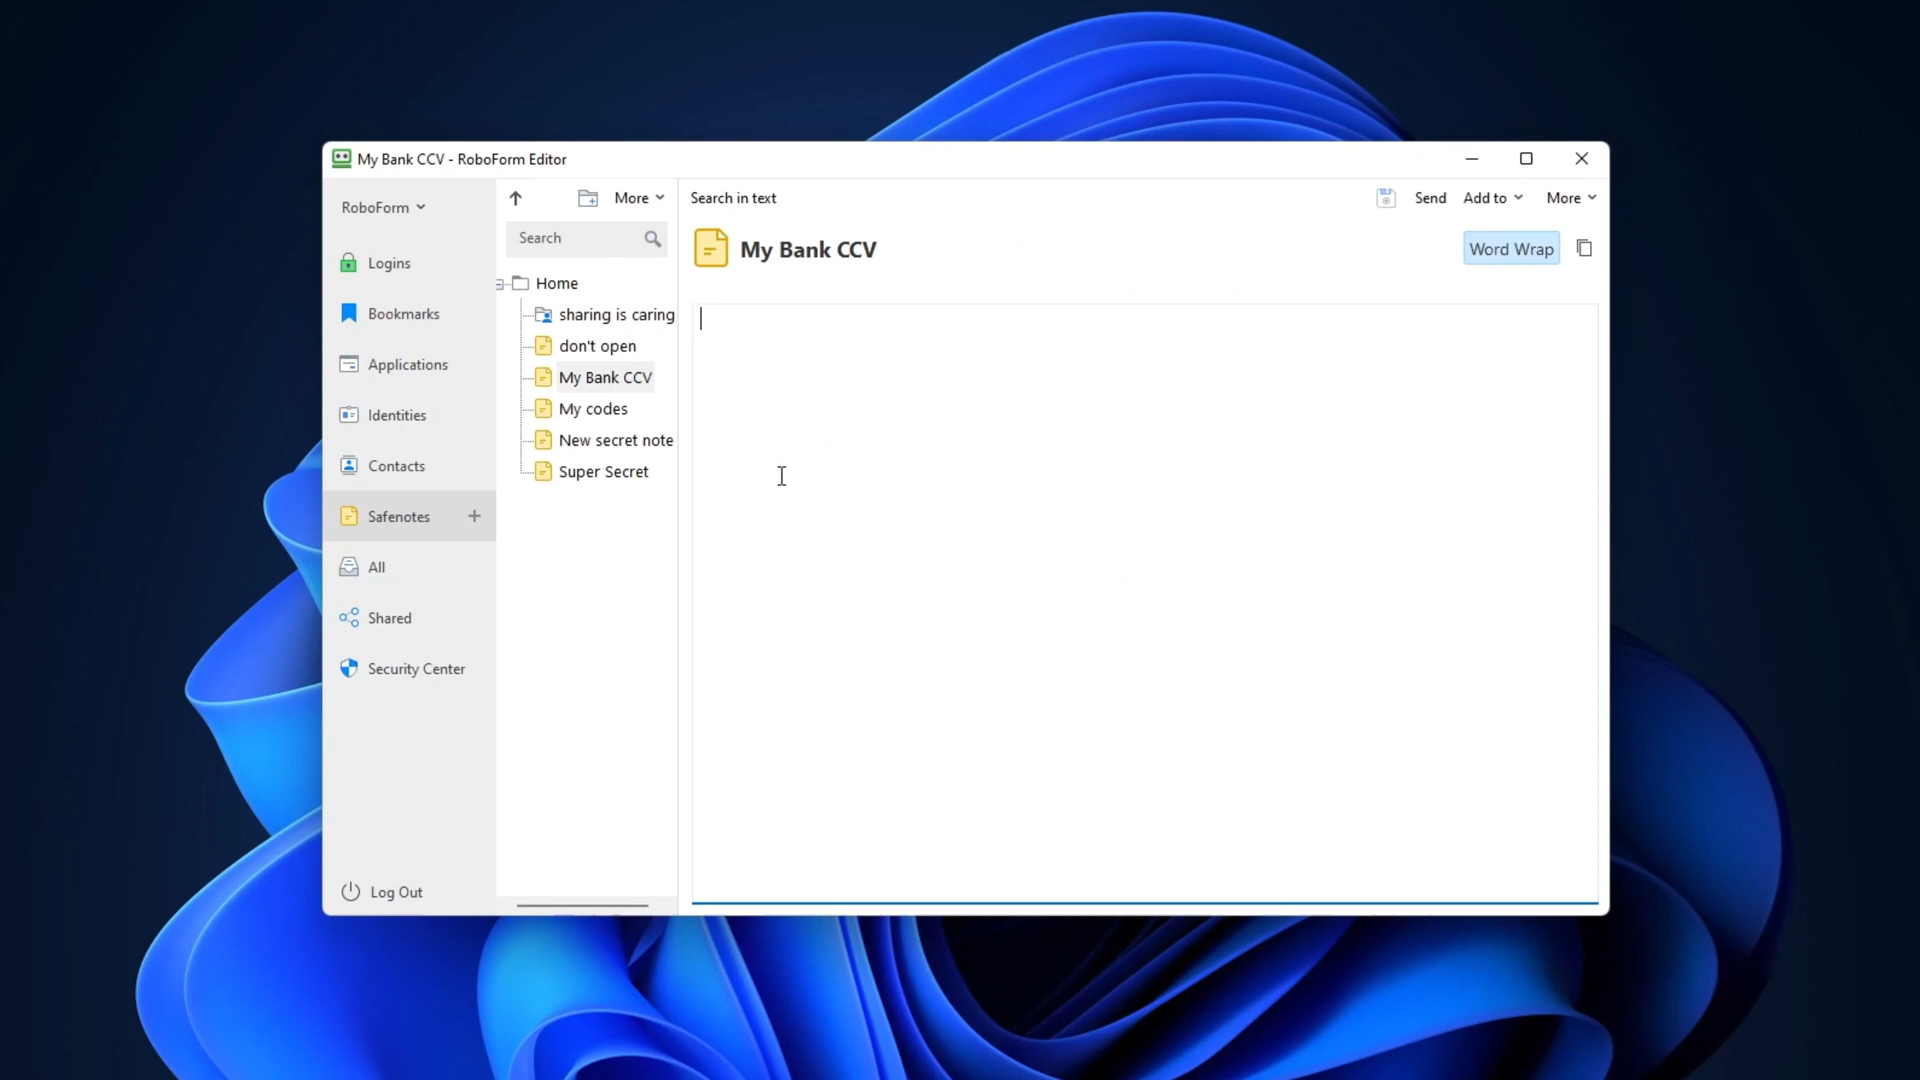 My Bank CCV - RoboForm Editor
RoboForm
More
Search in text
Send
Add to
More
Search
My Bank CCV
Word Wrap
Logins
Bookmarks
Applications
Identities
Contacts
Safenotes
All
Shared
Security Center
Log Out
Home
sharing is caring
don't open
My Bank CCV
My codes
New secret note
Super Secret